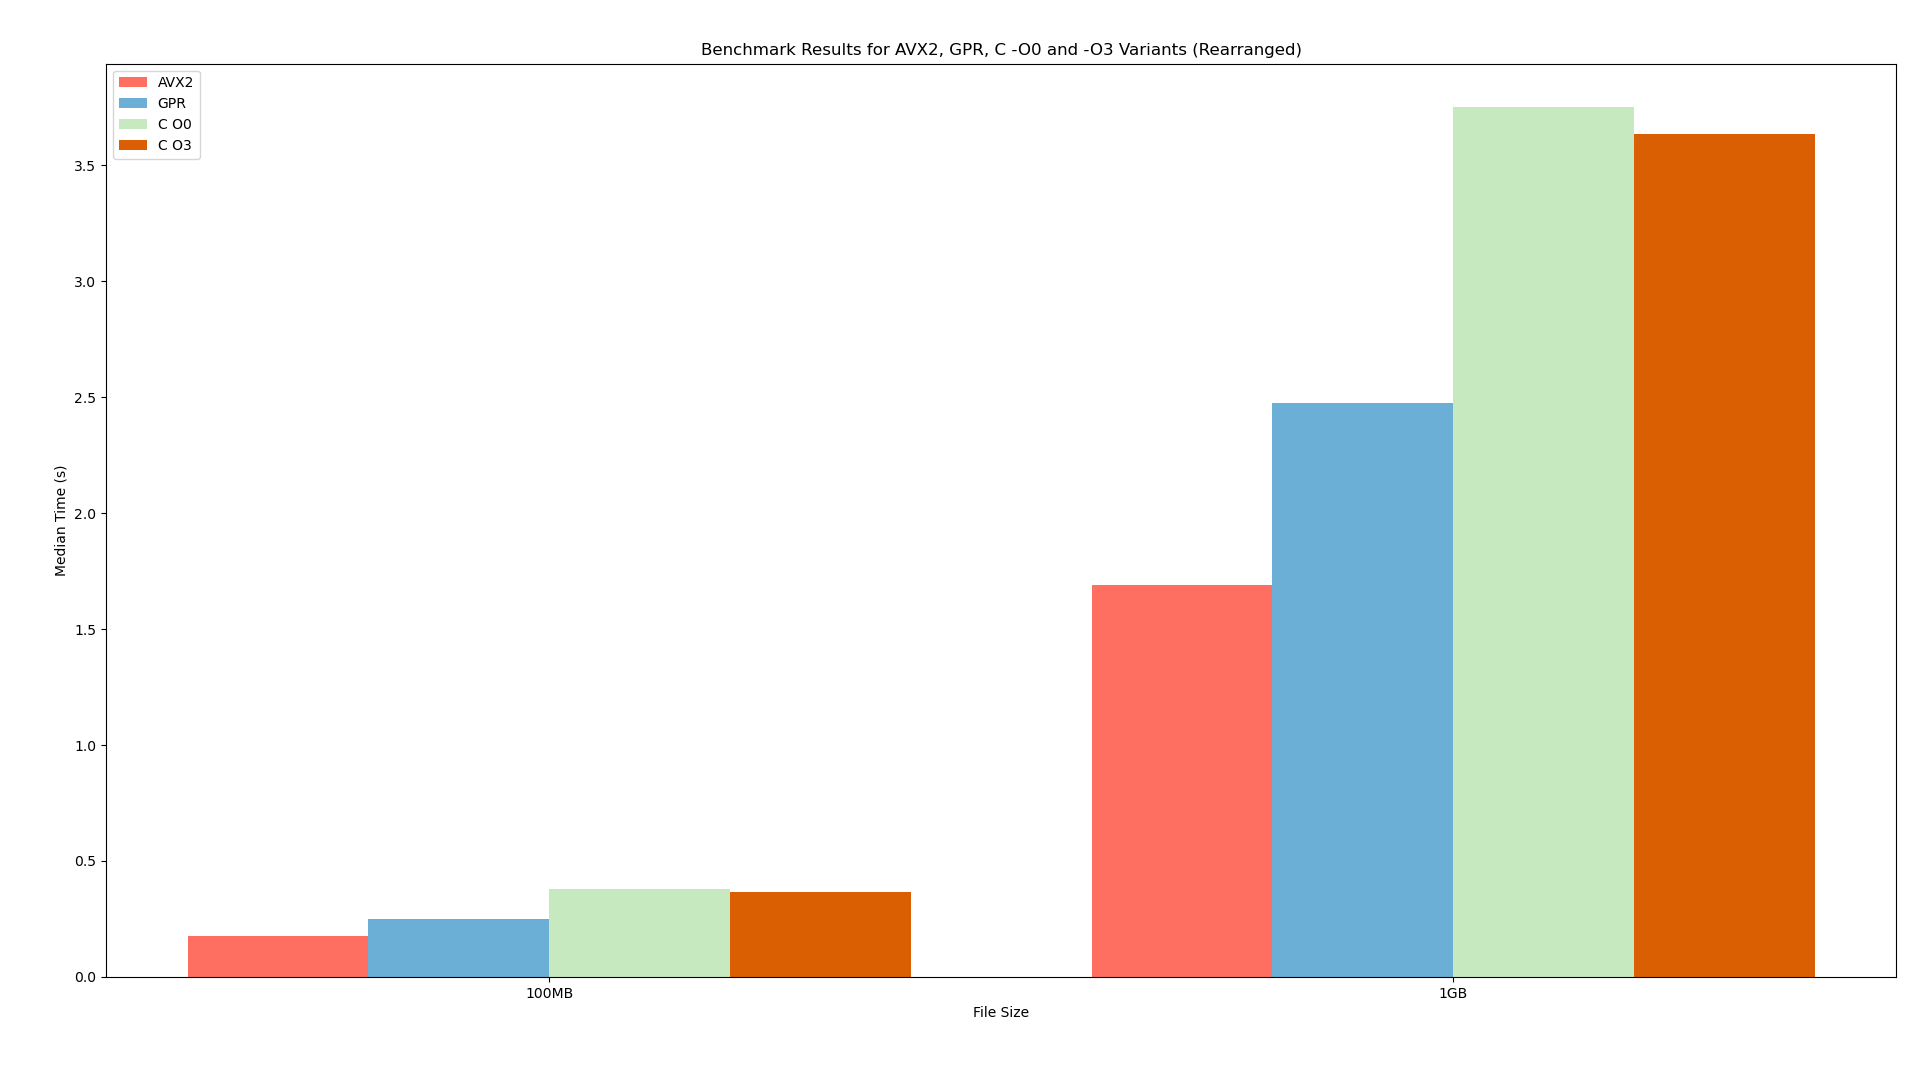 Benchmark Results for AVX2, GPR, C -O0 and -O3 Variants (Rearranged)
AVX2
GPR
C O0
C O3
3.5
3.0
2.5
2.0
1.5
1.0
0.5
0.0
Median Time (s)
100MB
1GB
File Size